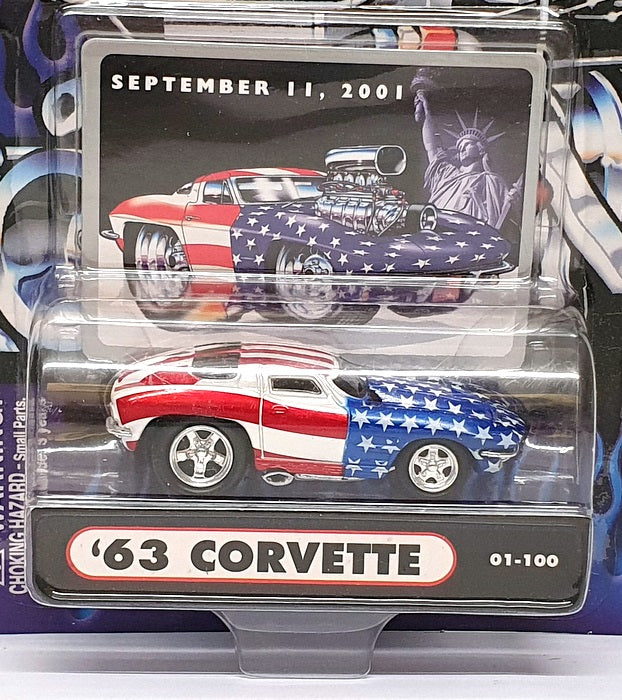 SEPTEMBER 11, 2001
'63 CORVETTE
01-100
CHOKING HAZARD - Small Parts.